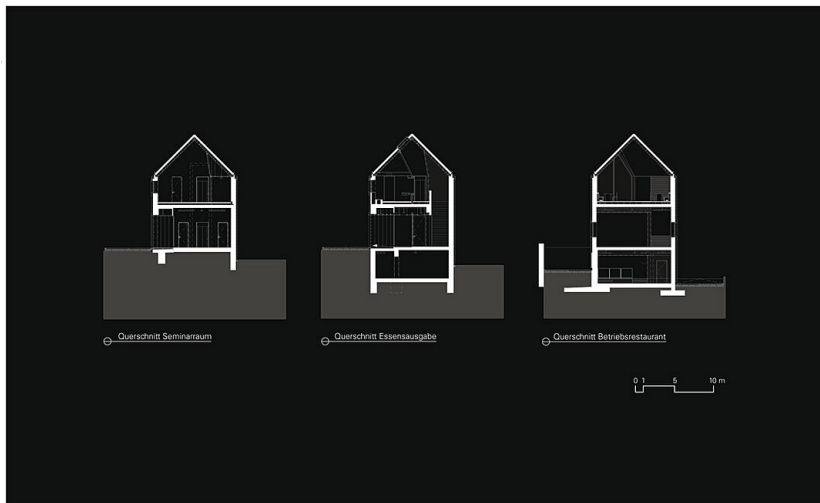 Querschnitt Seminarraum
Querschnitt Essensausgabe
Querschnitt Betriebsrestaurant
0 1 5 10 m